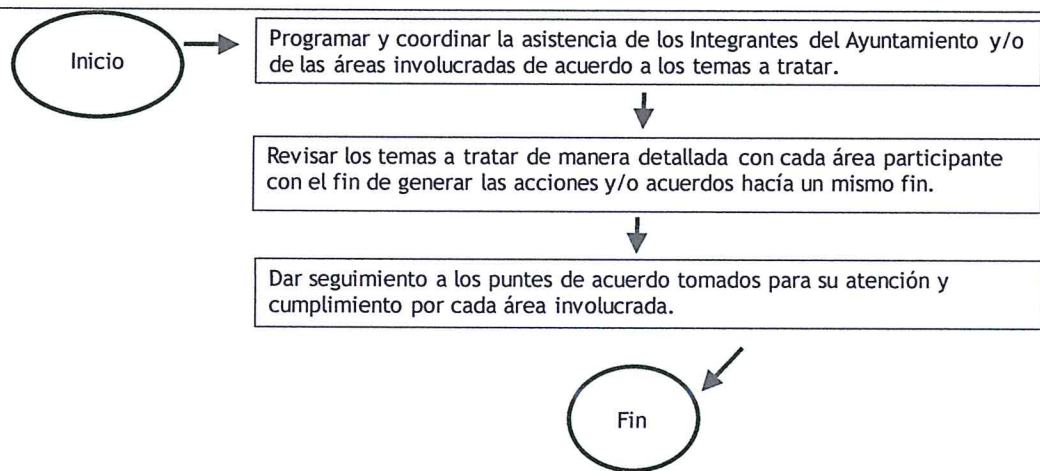 Inicio
Programar y coordinar la asistencia de los Integrantes del Ayuntamiento y/o
de las áreas involucradas de acuerdo a los temas a tratar.
Revisar los temas a tratar de manera detallada con cada área participante
con el fin de generar las acciones y/o acuerdos hacía un mismo fin.
Dar seguimiento a los puntes de acuerdo tomados para su atención y
cumplimiento por cada área involucrada.
Fin